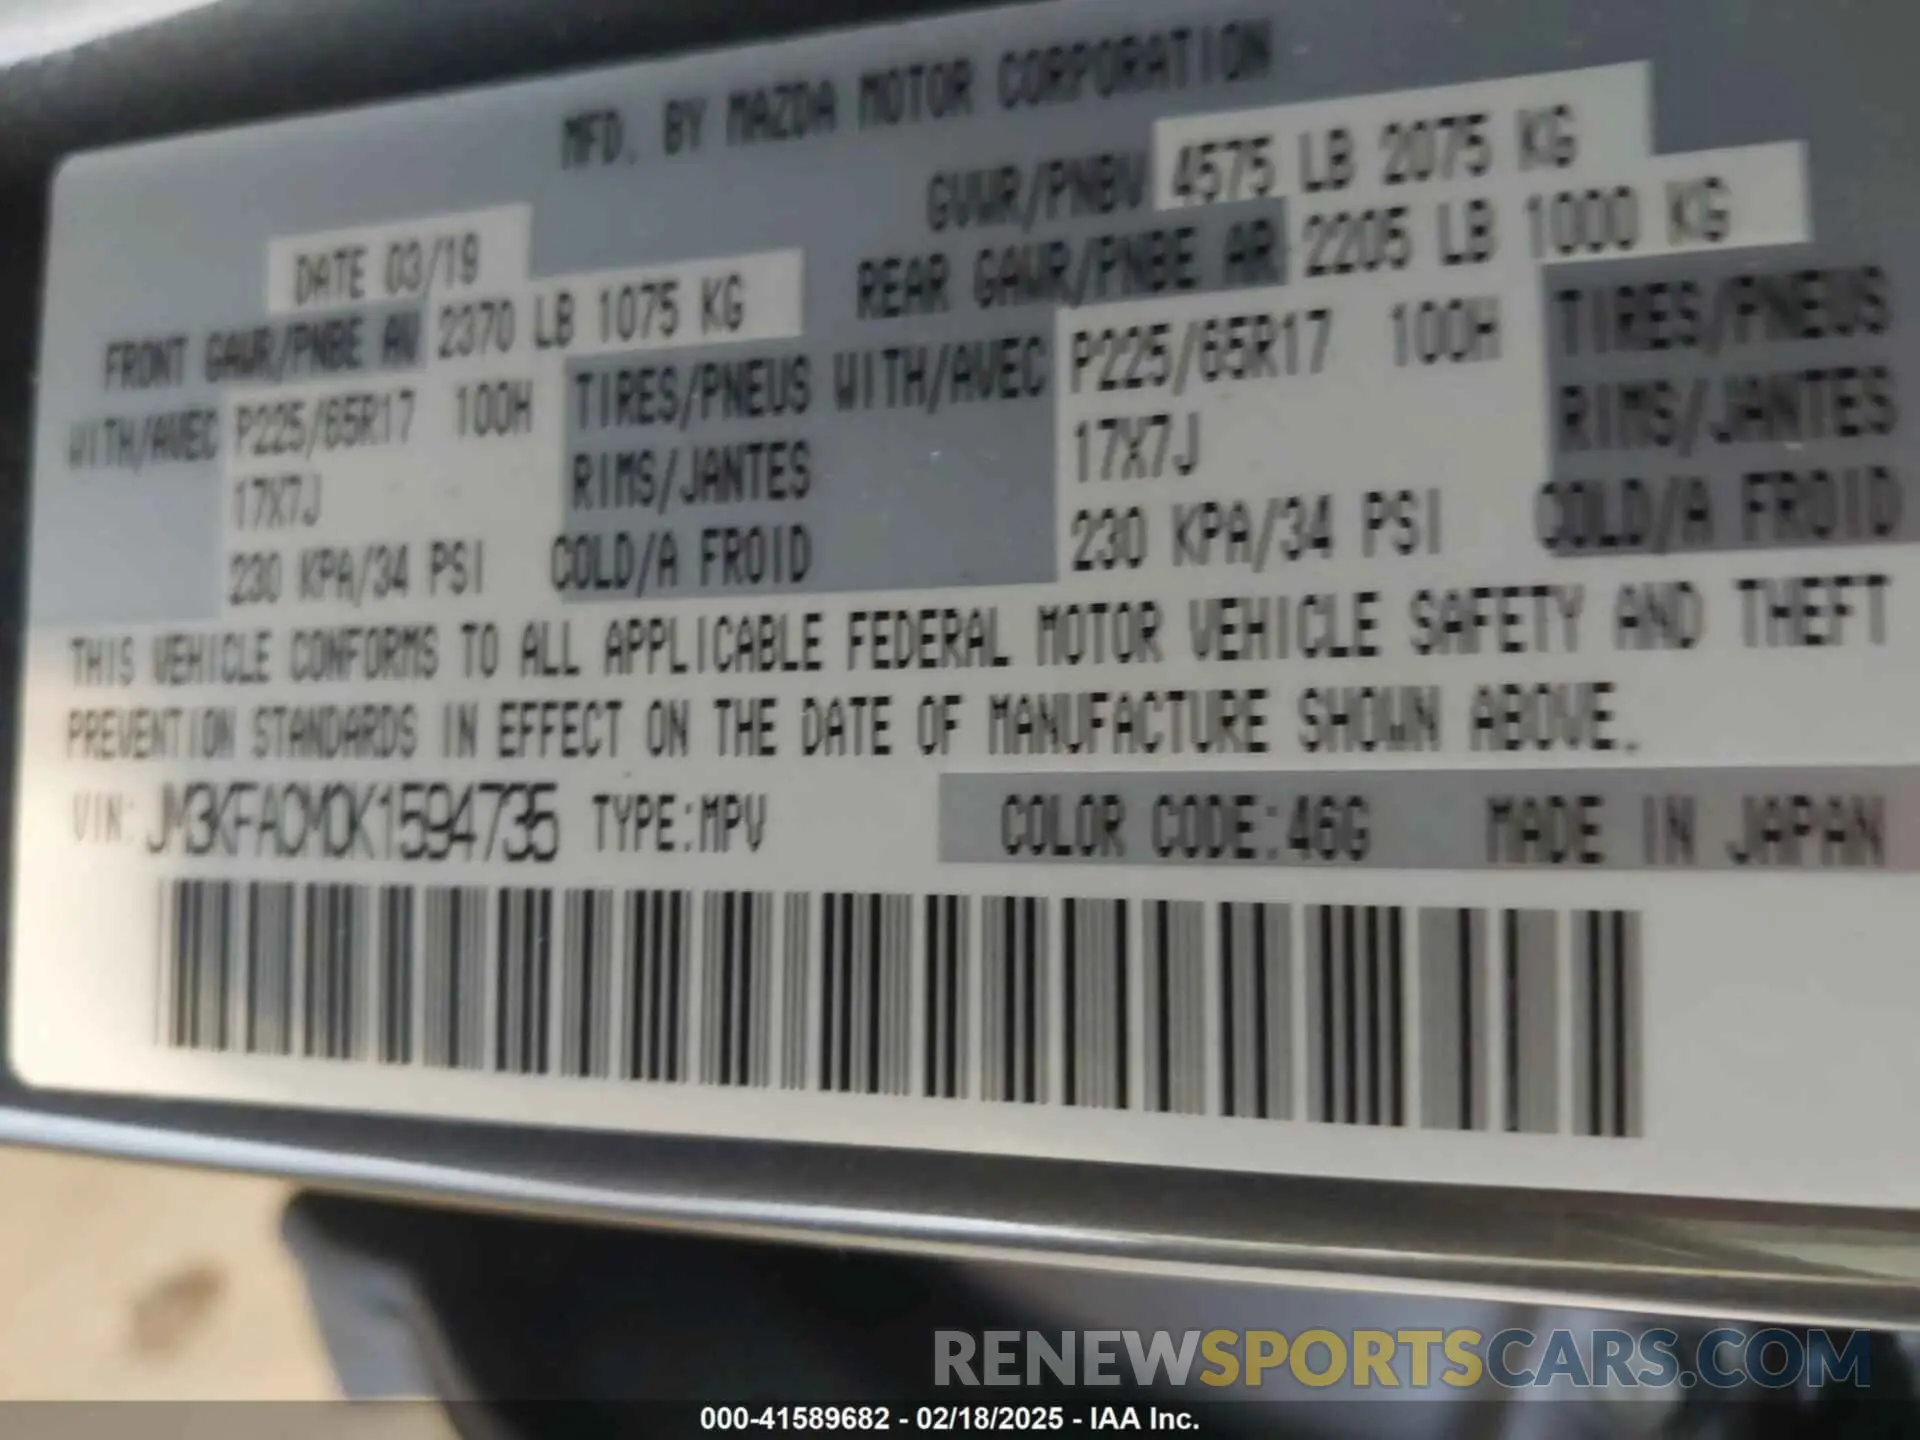 MFD. BY MAZDA MOTOR CORPORATION
GVWR/PNBV 4575 LB 2075 KG
DATE 03/19
REAR GAWR/PNBE AR 2205 LB 1000 KG
FRONT GAWR/PNBE AV 2370 LB 1075 KG
WITH/AVEC P225/65R17 100H TIRES/PNEUS WITH/AVEC P225/65R17 100H TIRES/PNEUS
17X7J RIMS/JANTES 17X7J RIMS/JANTES
230 KPA/34 PSI COLD/A FROID 230 KPA/34 PSI COLD/A FROID
THIS VEHICLE CONFORMS TO ALL APPLICABLE FEDERAL MOTOR VEHICLE SAFETY AND THEFT
PREVENTION STANDARDS IN EFFECT ON THE DATE OF MANUFACTURE SHOWN ABOVE.
VIN: JM3KFACM0K1594735 TYPE:MPV COLOR CODE:46G MADE IN JAPAN
RENEWSPORTSCARS.COM
000-41589682 - 02/18/2025 - IAA Inc.